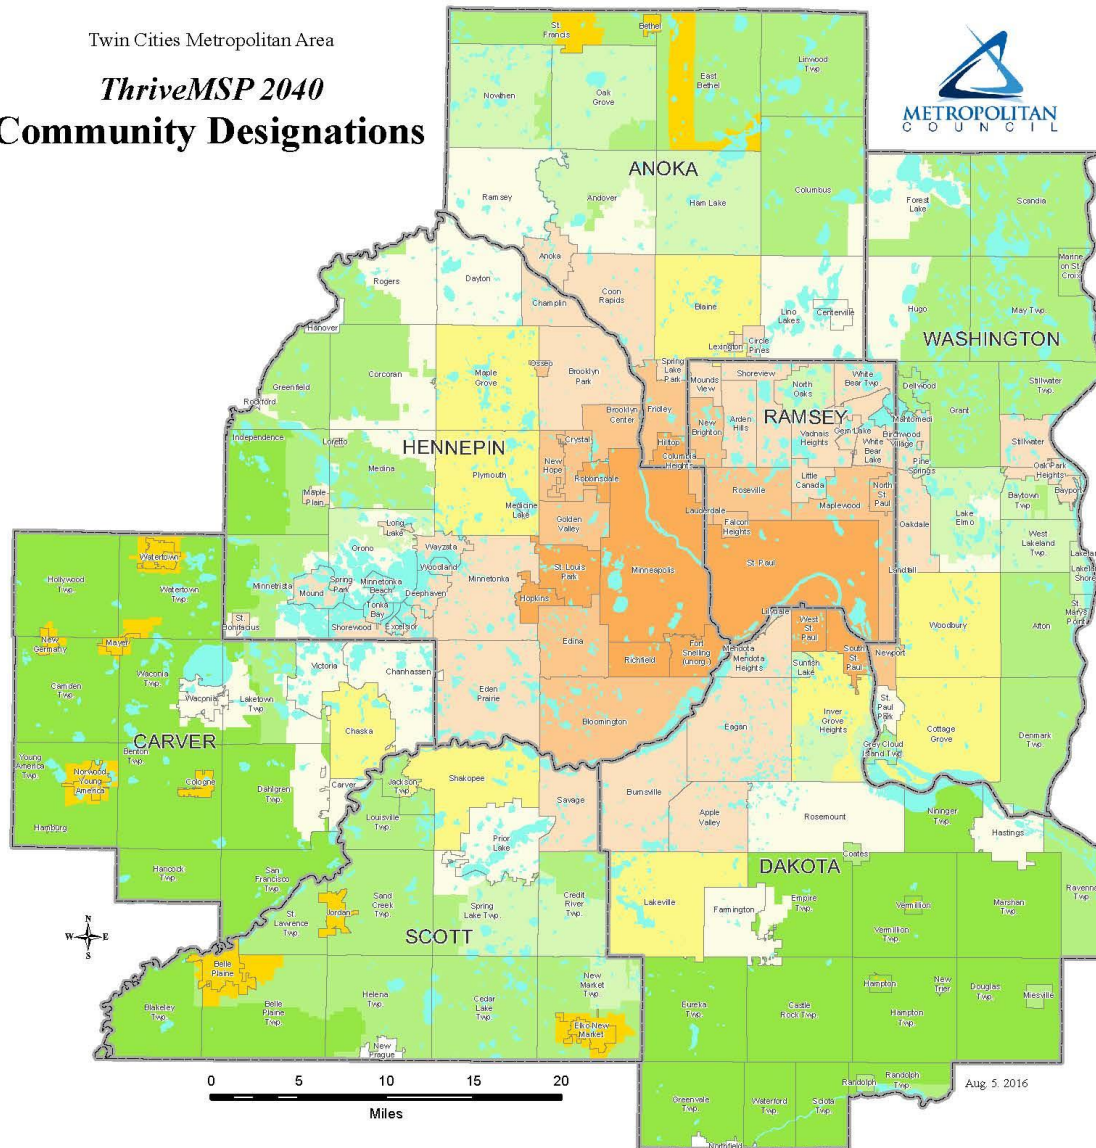 Twin Cities Metropolitan Area
ThriveMSP 2040
Community Designations
METROPOLITAN
COUNCIL
St.
Francis
Bethel
East
Bethel
Linwood
Twp.
Nowthen
Oak
Grove
ANOKA
Ramsey
Andover
Ham Lake
Columbus
Forest
Lake
Scandia
Marine
on St.
Croix
Anoka
Rogers
Dayton
Champlin
Coon
Rapids
Blaine
Lino
Lakes
Centerville
Hugo
May Twp.
WASHINGTON
Hanover
Lexington
Circle
Pines
Corcoran
Maple
Grove
Osseo
Brooklyn
Park
Spring
Lake
Park
Mounds
View
Shoreview
North
Oaks
White
Bear Twp.
Dellwood
Stillwater
Twp.
Greenfield
Rockford
Brooklyn
Center
Fridley
New
Brighton
Arden
Hills
RAMSEY
Vadnais
Heights
Gem Lake
White
Bear
Lake
Mahtomedi
Birchwood
Village
Grant
Stillwater
Independence
Loretto
HENNEPIN
Medina
Plymouth
New
Hope
Crystal
Robbinsdale
Hilltop
Columbia
Heights
Pine
Springs
Oak Park
Heights
Bayport
Maple
Plain
Medicine
Lake
Roseville
Little
Canada
Maplewood
North
St.
Paul
Baytown
Twp.
Lake
Elmo
Long
Lake
Golden
Valley
Lauderdale
Falcon
Heights
Oakdale
West
Lakeland
Twp.
Orono
Wayzata
Woodland
Watertown
Hollywood
Twp.
Watertown
Twp.
Minnetrista
Mound
Spring
Park
Minnetonka
Beach
Tonka
Bay
Deephaven
Minnetonka
St. Louis
Park
Hopkins
Minneapolis
St. Paul
Landfall
Lakeland
Shore
St.
Marys
Point
St.
Bonifacius
Shorewood
Excelsior
Edina
Richfield
Fort
Snelling
(unorg.)
Lilydale
West
St.
Paul
South
St.
Paul
Newport
Woodbury
Afton
New
Germany
Mayer
Mendota
Mendota
Heights
Sunfish
Lake
Victoria
Chanhassen
Eden
Prairie
Bloomington
Camden
Twp.
Waconia
Twp.
Waconia
Laketown
Twp.
Eagan
Inver
Grove
Heights
St.
Paul
Park
Cottage
Grove
Denmark
Twp.
Grey Cloud
Island Twp.
CARVER
Chaska
Young
America
Twp.
Norwood
Young
America
Benton
Twp.
Cologne
Dahlgren
Twp.
Carver
Jackson
Twp.
Shakopee
Savage
Burnsville
Apple
Valley
Rosemount
Nininger
Twp.
Hastings
Hamburg
Louisville
Twp.
Prior
Lake
Hancock
Twp.
San
Francisco
Twp.
DAKOTA
Coates
Ravenna
Twp.
Lakeville
Farmington
Empire
Twp.
Vermillion
Vermillion
Twp.
Marshan
Twp.
Sand
Creek
Twp.
Spring
Lake Twp.
Credit
River
Twp.
St.
Lawrence
Twp.
Jordan
SCOTT
N
W E
S
Belle
Plaine
Blakeley
Twp.
Belle
Plaine
Twp.
Helena
Twp.
Cedar
Lake
Twp.
New
Market
Twp.
Elko New
Market
New
Prague
Eureka
Twp.
Castle
Rock Twp.
Hampton
Hampton
Twp.
New
Trier
Douglas
Twp.
Miesville
Greenvale
Twp.
Waterford
Twp.
Sciota
Twp.
Randolph
Randolph
Twp.
Northfield
0 5 10 15 20
Miles
Aug. 5. 2016